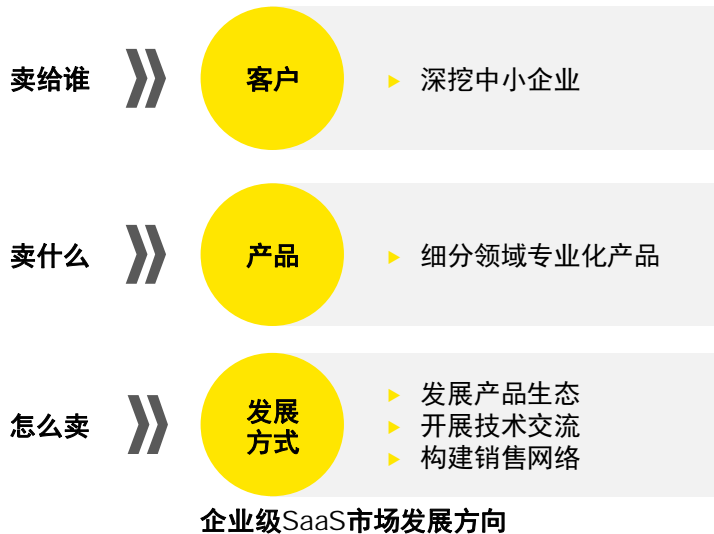 卖给谁
客户
深挖中小企业
卖什么
产品
细分领域专业化产品
怎么卖
发展
方式
发展产品生态
开展技术交流
构建销售网络
企业级SaaS市场发展方向